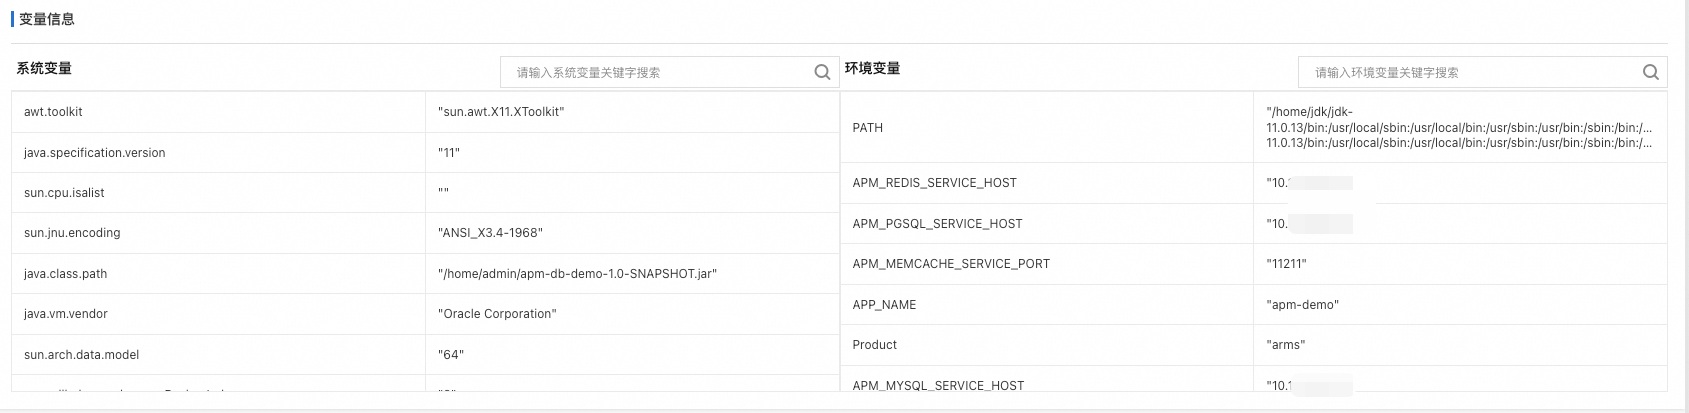 变量信息
系统变量
请输入系统变量关键字搜索
环境变量
请输入环境变量关键字搜索
awt.toolkit
"sun.awt.X11.XToolkit"
java.specification.version
"11"
sun.cpu.isalist
""
sun.jnu.encoding
"ANSI_X3.4-1968"
java.class.path
"/home/admin/apm-db-demo-1.0-SNAPSHOT.jar"
java.vm.vendor
"Oracle Corporation"
sun.arch.data.model
"64"
PATH
"/home/jdk/jdk-
11.0.13/bin:/usr/local/sbin:/usr/local/bin:/usr/sbin:/usr/bin:/sbin:/bin:/...
11.0.13/bin:/usr/local/sbin:/usr/local/bin:/usr/sbin:/usr/bin:/sbin:/bin:/...
APM_REDIS_SERVICE_HOST
"10.
APM_PGSQL_SERVICE_HOST
"10.
APM_MEMCACHE_SERVICE_PORT
"11211"
APP_NAME
"apm-demo"
Product
"arms"
APM_MYSQL_SERVICE_HOST
"10.